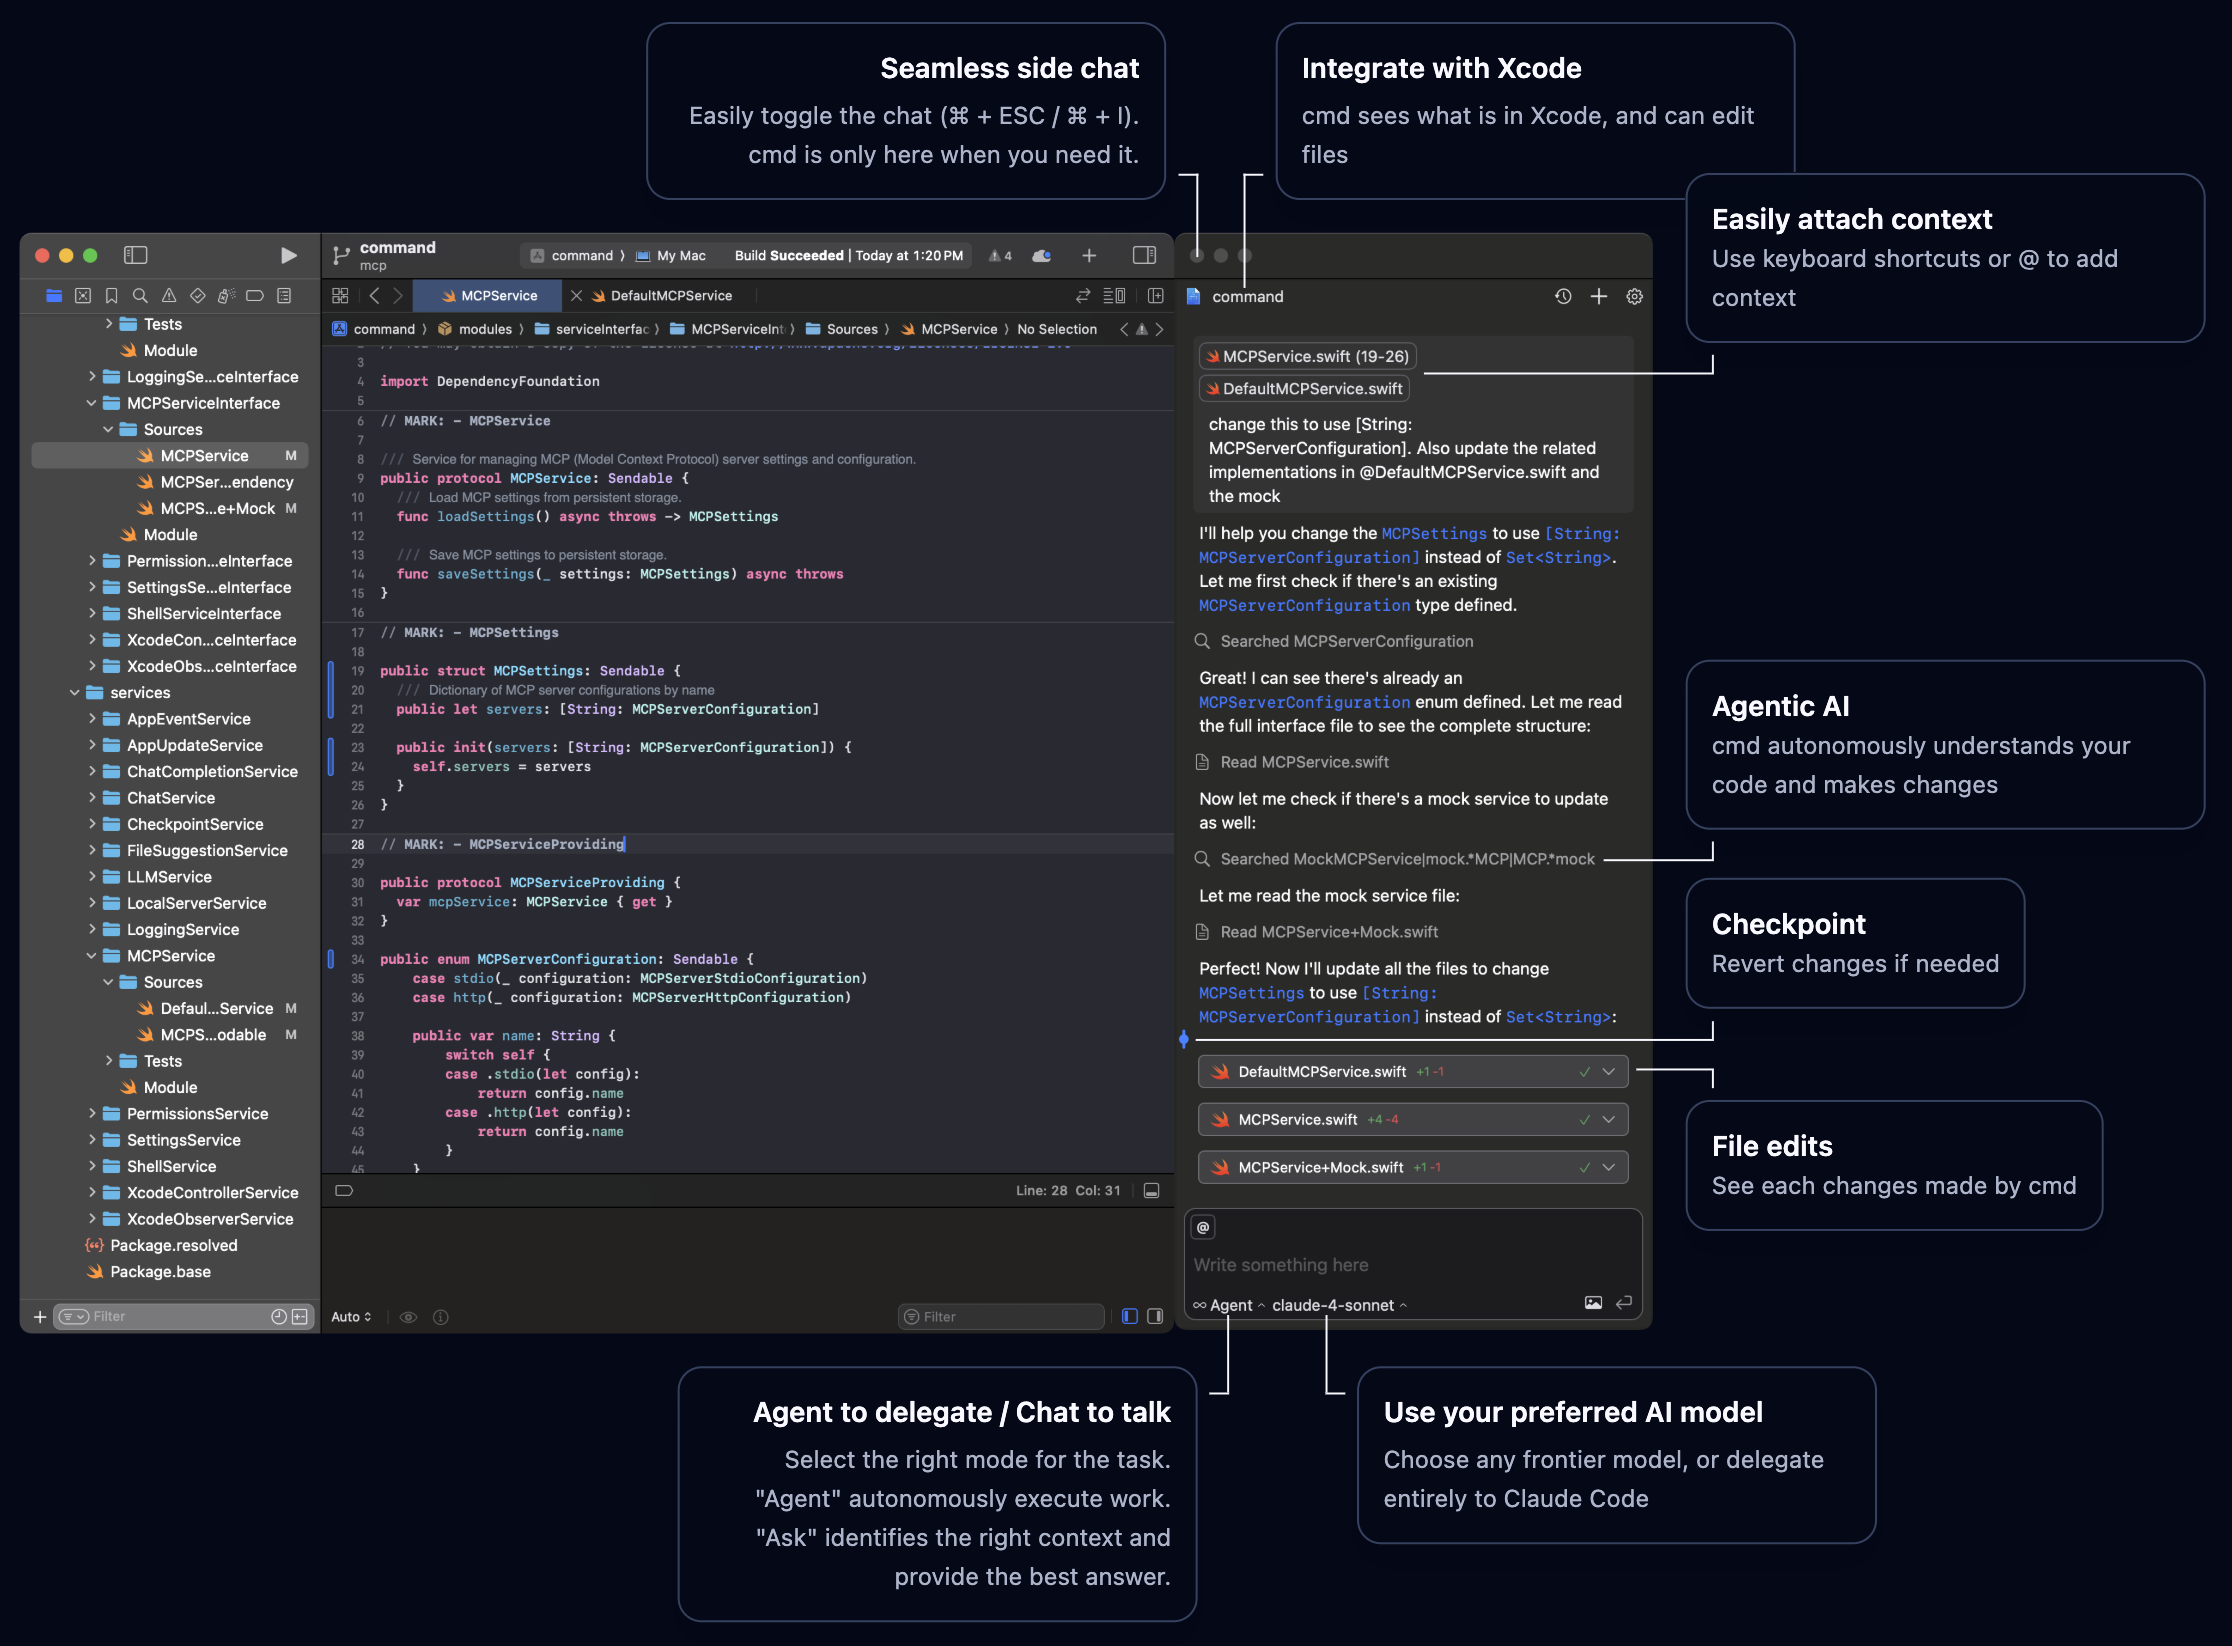 Seamless side chat
Easily toggle the chat (⌘ + ESC / ⌘ + I).
cmd is only here when you need it.
Integrate with Xcode
cmd sees what is in Xcode, and can edit
files
Easily attach context
Use keyboard shortcuts or @ to add
context
command
mcp
command 〉 My Mac
Build Succeeded | Today at 1:20 PM
4
MCPService
DefaultMCPService
command 〉 modules 〉 serviceInterfac 〉 MCPServiceInt 〉 Sources 〉 MCPService 〉 No Selection
Tests
Module
LoggingSe...ceInterface
MCPServiceInterface
Sources
MCPService M
MCPSer...endency
MCPS...e+Mock M
Module
Permission...eInterface
SettingsSe...eInterface
ShellServiceInterface
XcodeCon...ceInterface
XcodeObs...ceInterface
services
AppEventService
AppUpdateService
ChatCompletionService
ChatService
CheckpointService
FileSuggestionService
LLMService
LocalServerService
LoggingService
MCPService
Sources
Defaul...Service M
MCPS...odable M
Tests
Module
PermissionsService
SettingsService
ShellService
XcodeControllerService
XcodeObserverService
Package.resolved
Package.base
Filter
3
4 import DependencyFoundation
5
6 // MARK: - MCPService
7
8 /// Service for managing MCP (Model Context Protocol) server settings and configuration.
9 public protocol MCPService: Sendable {
10 /// Load MCP settings from persistent storage.
11 func loadSettings() async throws -> MCPSettings
12
13 /// Save MCP settings to persistent storage.
14 func saveSettings(_ settings: MCPSettings) async throws
15 }
16
17 // MARK: - MCPSettings
18
19 public struct MCPSettings: Sendable {
20 /// Dictionary of MCP server configurations by name
21 public let servers: [String: MCPServerConfiguration]
22
23 public init(servers: [String: MCPServerConfiguration]) {
24 self.servers = servers
25 }
26 }
27
28 // MARK: - MCPServiceProviding
29
30 public protocol MCPServiceProviding {
31 var mcpService: MCPService { get }
32 }
33
34 public enum MCPServerConfiguration: Sendable {
35 case stdio(_ configuration: MCPServerStdioConfiguration)
36 case http(_ configuration: MCPServerHttpConfiguration)
37
38 public var name: String {
39 switch self {
40 case .stdio(let config):
41 return config.name
42 case .http(let config):
43 return config.name
44 }
45 }
Line: 28 Col: 31
Auto
Filter
command
MCPService.swift (19-26)
DefaultMCPService.swift
change this to use [String:
MCPServerConfiguration]. Also update the related
implementations in @DefaultMCPService.swift and
the mock
I'll help you change the MCPSettings to use [String:
MCPServerConfiguration] instead of Set<String>.
Let me first check if there's an existing
MCPServerConfiguration type defined.
Searched MCPServerConfiguration
Great! I can see there's already an
MCPServerConfiguration enum defined. Let me read
the full interface file to see the complete structure:
Read MCPService.swift
Now let me check if there's a mock service to update
as well:
Searched MockMCPService|mock.*MCP|MCP.*mock
Let me read the mock service file:
Read MCPService+Mock.swift
Perfect! Now I'll update all the files to change
MCPSettings to use [String:
MCPServerConfiguration] instead of Set<String>:
DefaultMCPService.swift +1 -1
MCPService.swift +4 -4
MCPService+Mock.swift +1 -1
@
Write something here
Agent claude-4-sonnet
Agentic AI
cmd autonomously understands your
code and makes changes
Checkpoint
Revert changes if needed
File edits
See each changes made by cmd
Agent to delegate / Chat to talk
Select the right mode for the task.
"Agent" autonomously execute work.
"Ask" identifies the right context and
provide the best answer.
Use your preferred AI model
Choose any frontier model, or delegate
entirely to Claude Code